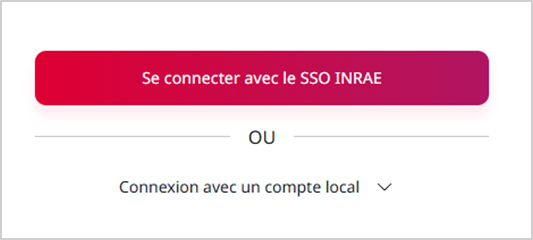 Se connecter avec le SSO INRAE
OU
Connexion avec un compte local